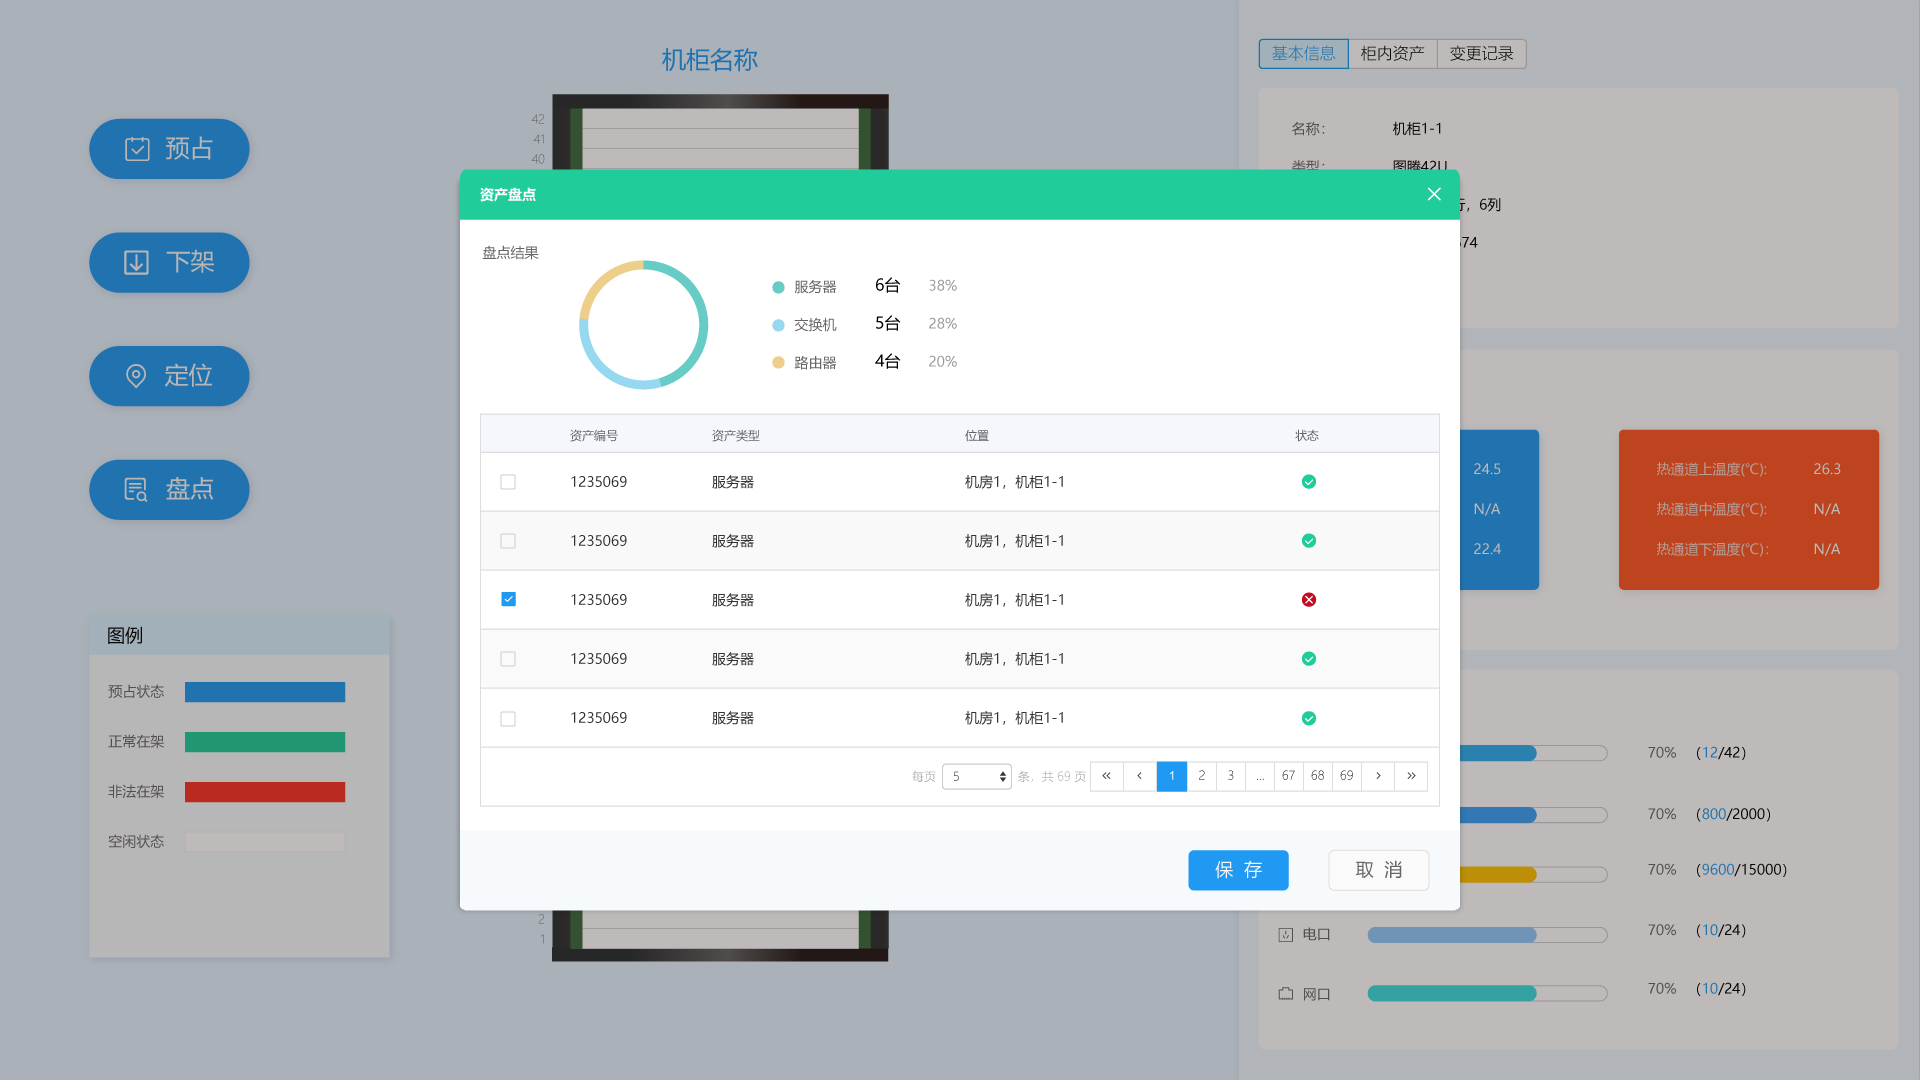 机柜名称
预占
下架
定位
盘点
图例
预占状态
正常在架
非法在架
空闲状态
42
41
40
2
1
基本信息 柜内资产 变更记录
名称： 机柜1-1
类型： 图腾42U
行，6列
574
资产盘点
盘点结果
服务器 6台 38%
交换机 5台 28%
路由器 4台 20%
资产编号 资产类型 位置 状态
1235069 服务器 机房1，机柜1-1
1235069 服务器 机房1，机柜1-1
1235069 服务器 机房1，机柜1-1
1235069 服务器 机房1，机柜1-1
1235069 服务器 机房1，机柜1-1
每页 5 条，共 69 页 « ‹ 1 2 3 ... 67 68 69 › »
保 存 取 消
24.5
N/A
22.4
热通道上温度(℃): 26.3
热通道中温度(℃): N/A
热通道下温度(℃): N/A
70% (12/42)
70% (800/2000)
70% (9600/15000)
电口 70% (10/24)
网口 70% (10/24)